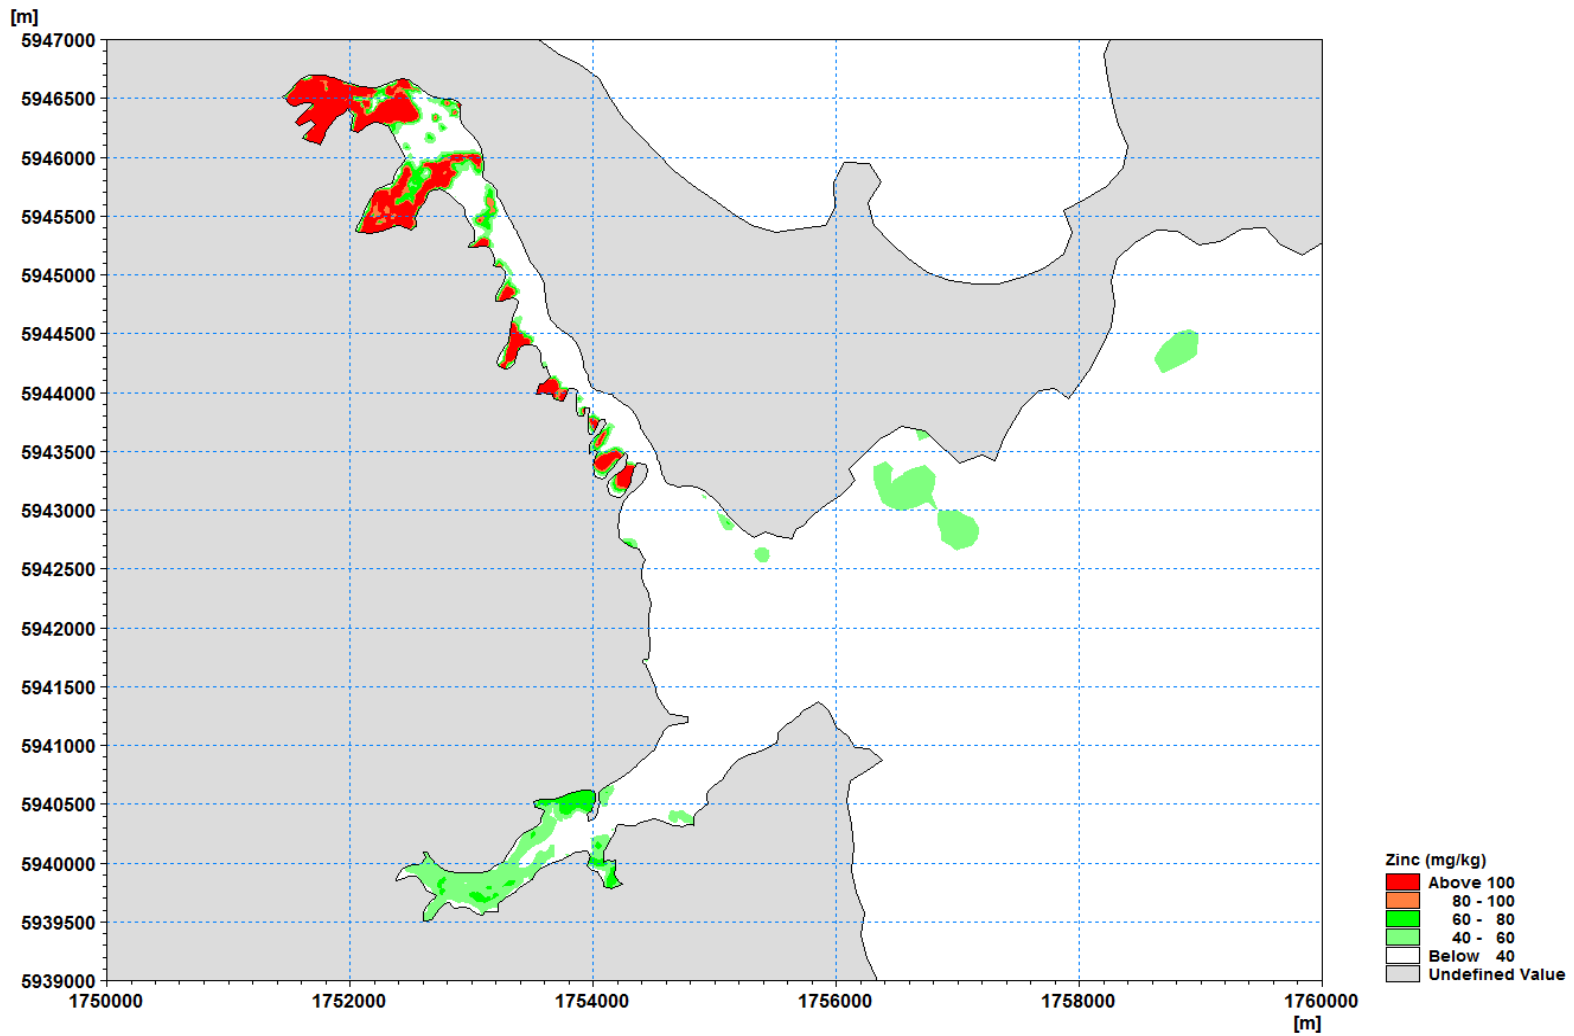 [m]
5947000
5946500
5946000
5945500
5945000
5944500
5944000
5943500
5943000
5942500
5942000
5941500
5941000
5940500
5940000
5939500
5939000
1750000 1752000 1754000 1756000 1758000 1760000
[m]
Zinc (mg/kg)
Above 100
80 - 100
60 - 80
40 - 60
Below 40
Undefined Value